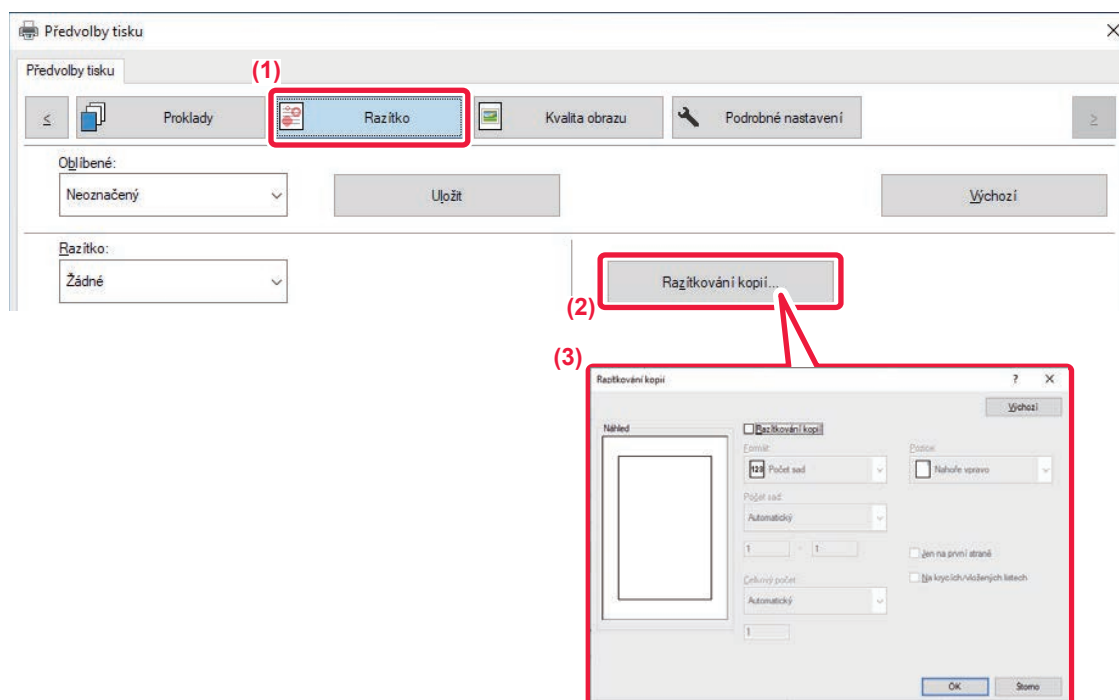 Předvolby tisku
Předvolby tisku
(1)
<
Proklady
Razítko
Kvalita obrazu
Podrobné nastavení
>
Oblíbené:
Neoznačený
Uložit
Výchozí
Razítko:
Žádné
Razítkování kopií...
(2)
(3)
Razítkování kopií
?
Výchozí
Náhled
Razítkování kopií
Formát:
Pozice:
123 Počet sad
Nahoře vpravo
Počet sad:
Automatický
1 - 1
Jen na první straně
Na krycích/vložených listech
Celkový počet:
Automatický
1
OK
Storno